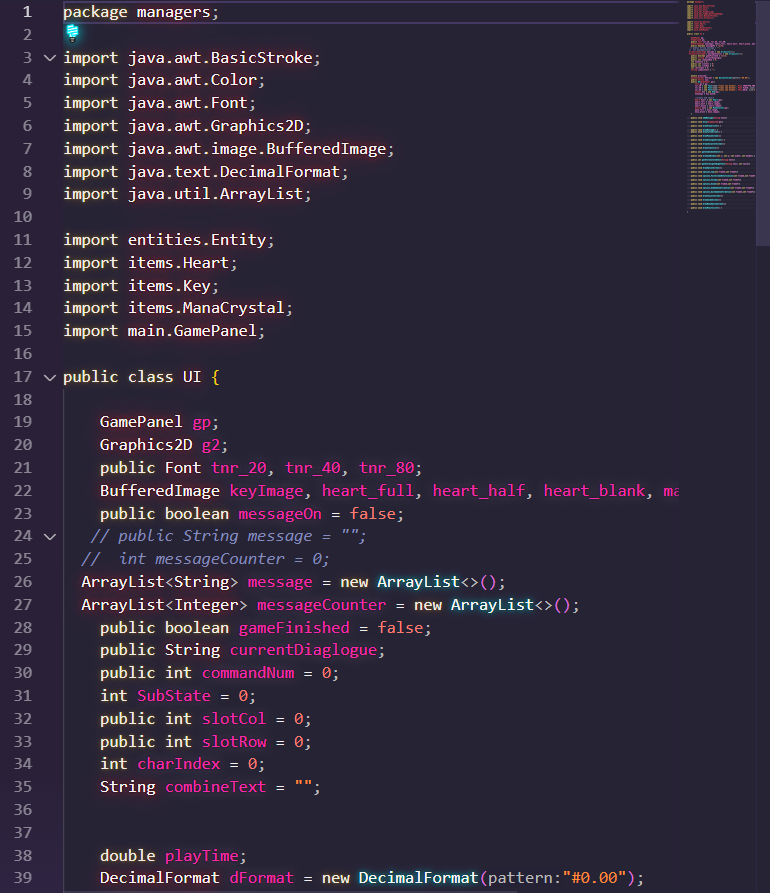 1 package managers;
2
3 import java.awt.BasicStroke;
4 import java.awt.Color;
5 import java.awt.Font;
6 import java.awt.Graphics2D;
7 import java.awt.image.BufferedImage;
8 import java.text.DecimalFormat;
9 import java.util.ArrayList;
10
11 import entities.Entity;
12 import items.Heart;
13 import items.Key;
14 import items.ManaCrystal;
15 import main.GamePanel;
16
17 public class UI {
18
19 GamePanel gp;
20 Graphics2D g2;
21 public Font tnr_20, tnr_40, tnr_80;
22 BufferedImage keyImage, heart_full, heart_half, heart_blank, ma
23 public boolean messageOn = false;
24 // public String message = "";
25 // int messageCounter = 0;
26 ArrayList<String> message = new ArrayList<>();
27 ArrayList<Integer> messageCounter = new ArrayList<>();
28 public boolean gameFinished = false;
29 public String currentDiaglogue;
30 public int commandNum = 0;
31 int SubState = 0;
32 public int slotCol = 0;
33 public int slotRow = 0;
34 int charIndex = 0;
35 String combineText = "";
36
37
38 double playTime;
39 DecimalFormat dFormat = new DecimalFormat(pattern:"#0.00");